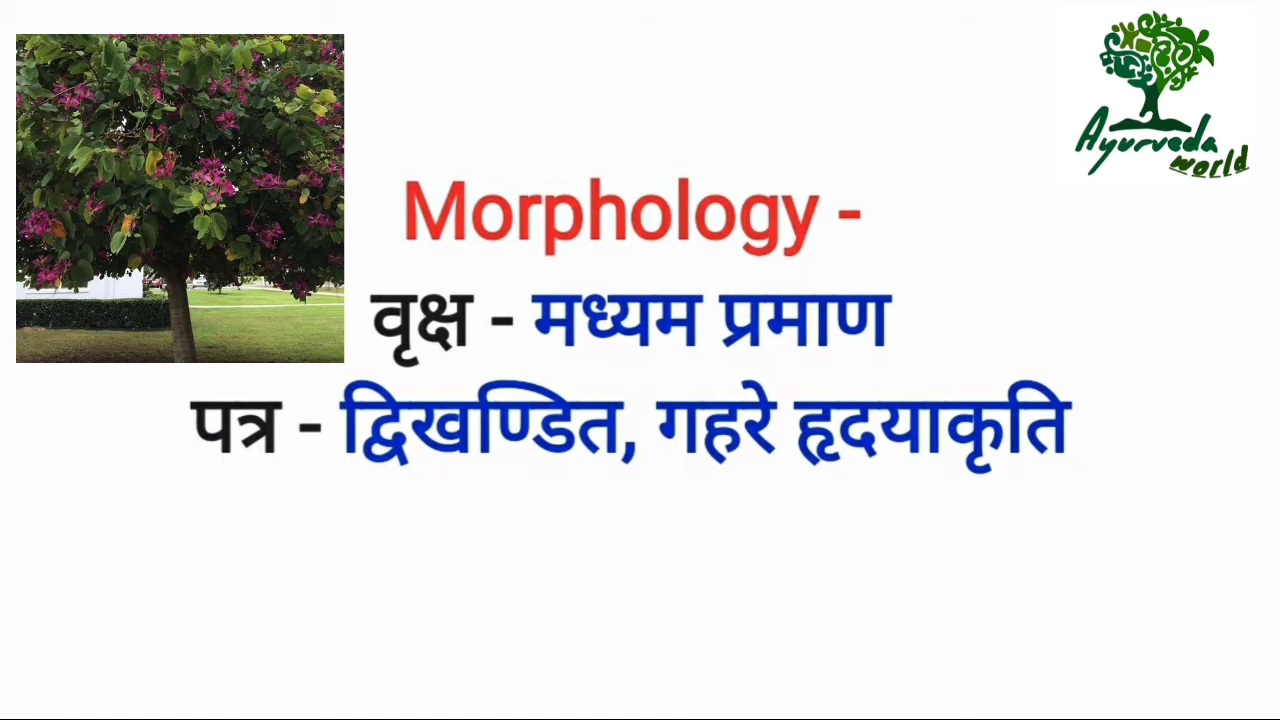 Ayurveda
world
Morphology -
वृक्ष - मध्यम प्रमाण
पत्र - द्विखण्डित, गहरे हृदयाकृति